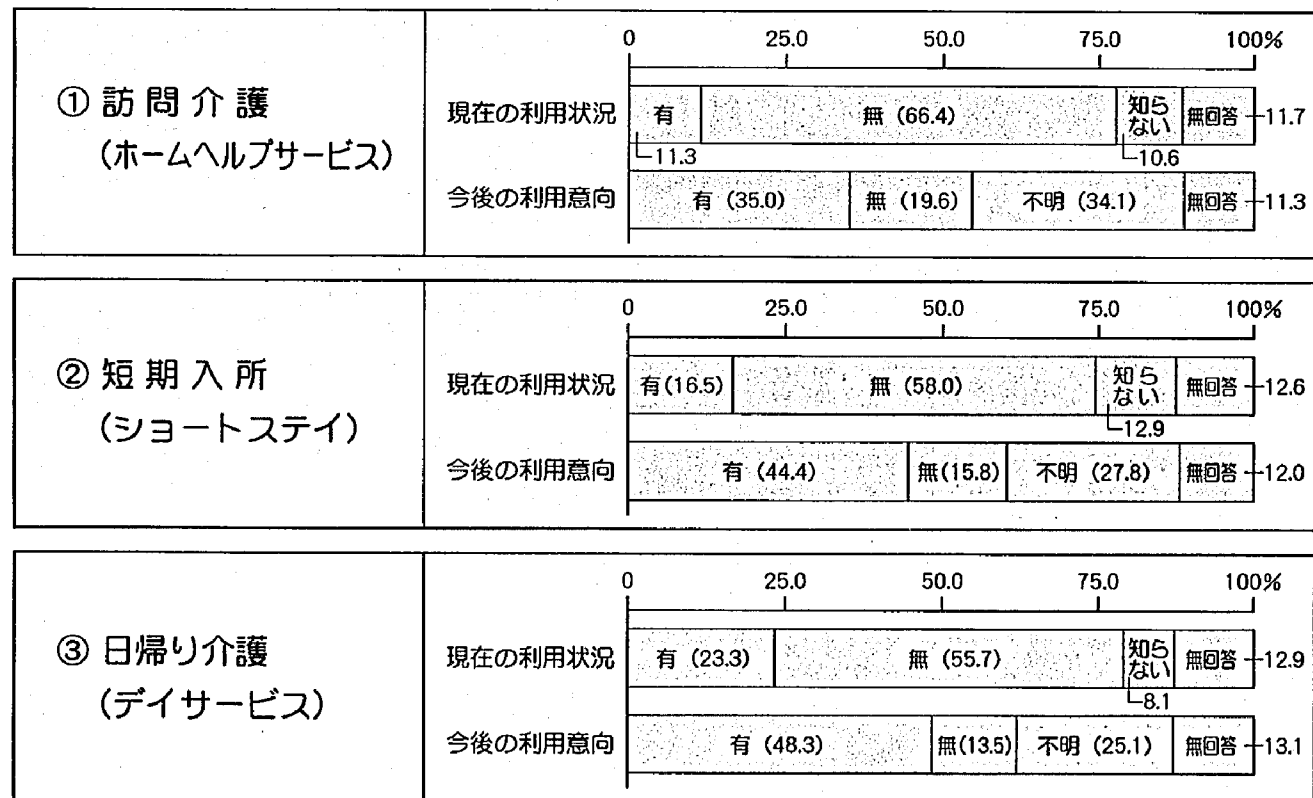 ① 訪問介護
(ホームヘルプサービス)
0 25.0 50.0 75.0 100%
現在の利用状況 有 無 (66.4) 知らない 無回答 11.7
11.3 10.6
今後の利用意向 有 (35.0) 無 (19.6) 不明 (34.1) 無回答 11.3
② 短期入所
(ショートステイ)
0 25.0 50.0 75.0 100%
現在の利用状況 有(16.5) 無 (58.0) 知らない 無回答 12.6
12.9
今後の利用意向 有 (44.4) 無(15.8) 不明 (27.8) 無回答 12.0
③ 日帰り介護
(デイサービス)
0 25.0 50.0 75.0 100%
現在の利用状況 有 (23.3) 無 (55.7) 知らない 無回答 12.9
8.1
今後の利用意向 有 (48.3) 無(13.5) 不明 (25.1) 無回答 13.1